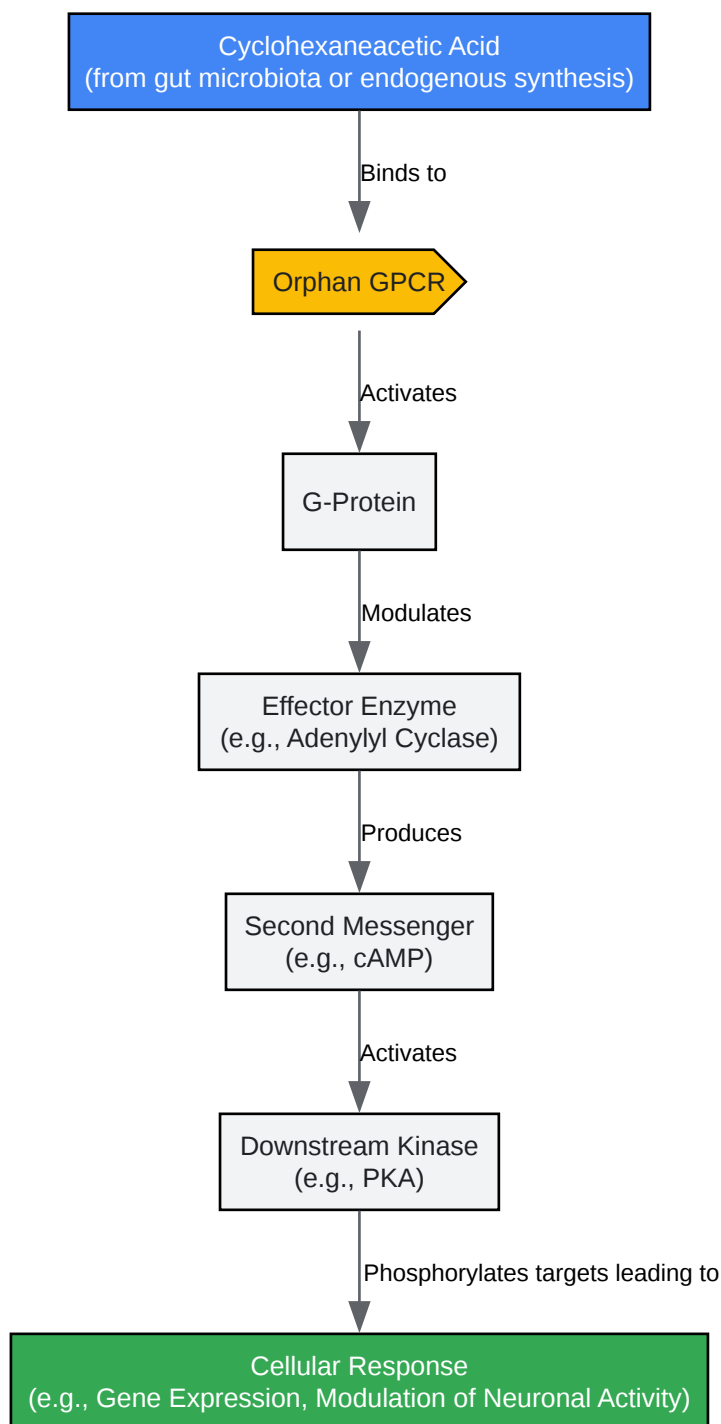 Cyclohexaneacetic Acid
(from gut microbiota or endogenous synthesis)
Binds to
Orphan GPCR
Activates
G-Protein
Modulates
Effector Enzyme
(e.g., Adenylyl Cyclase)
Produces
Second Messenger
(e.g., cAMP)
Activates
Downstream Kinase
(e.g., PKA)
Phosphorylates targets leading to
Cellular Response
(e.g., Gene Expression, Modulation of Neuronal Activity)